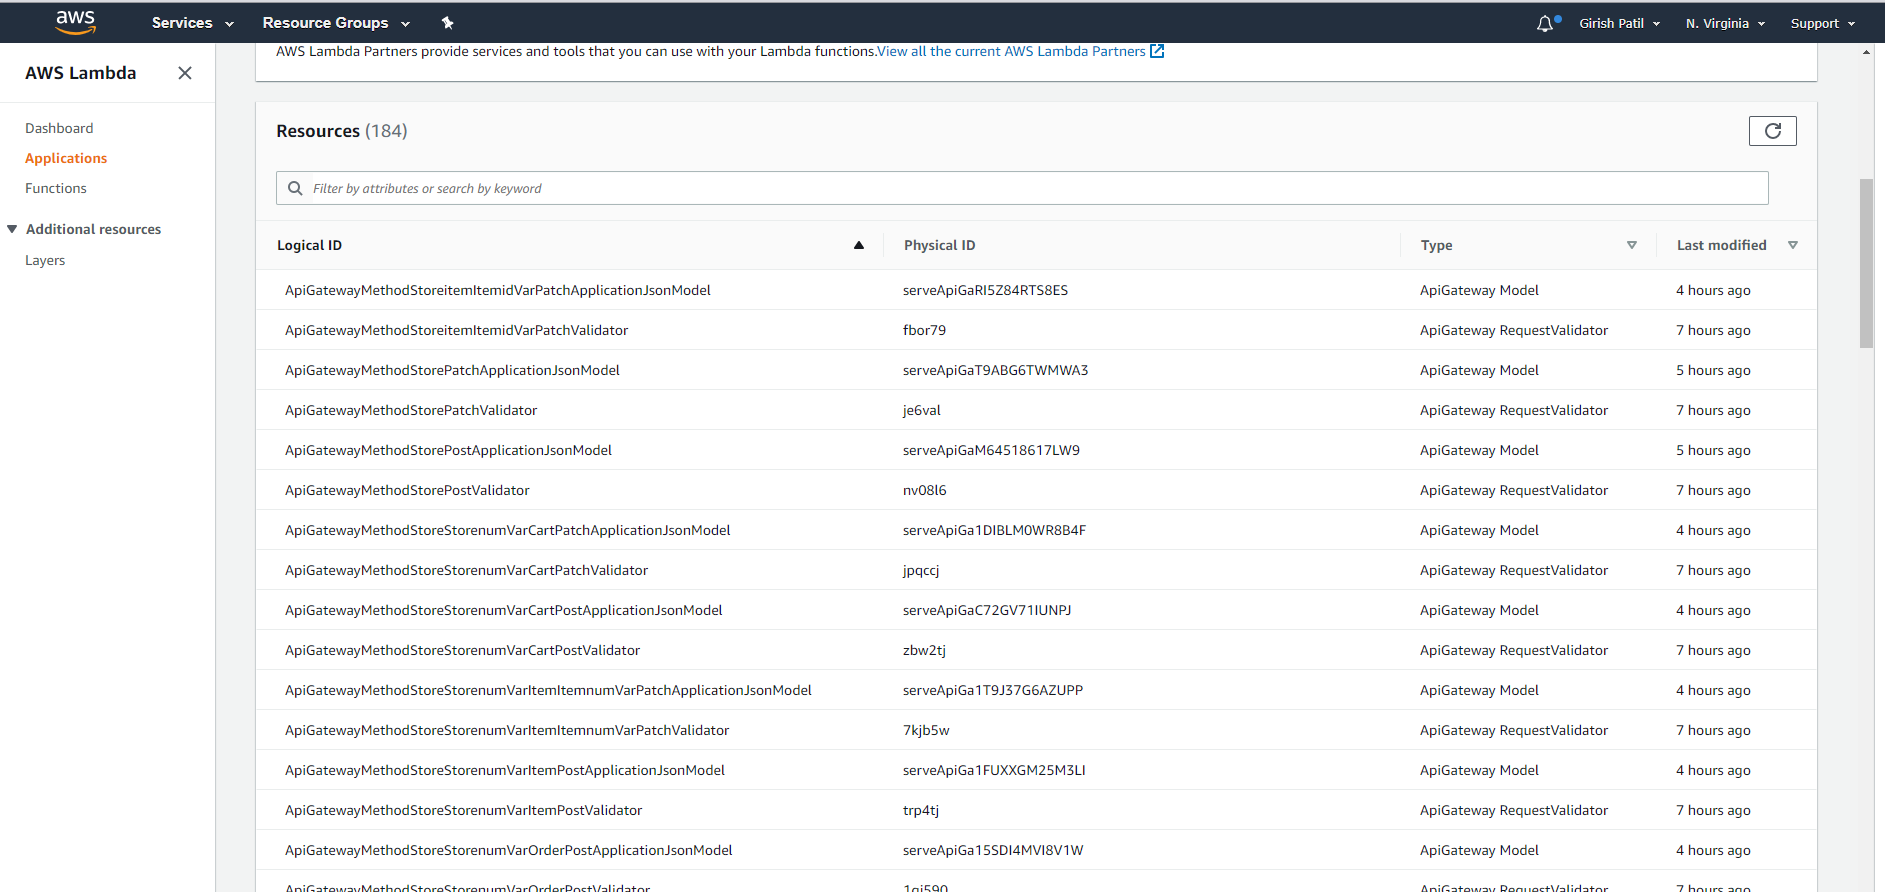 aws Services Resource Groups Girish Patil N. Virginia Support
AWS Lambda
Dashboard
Applications
Functions
Additional resources
Layers
AWS Lambda Partners provide services and tools that you can use with your Lambda functions.View all the current AWS Lambda Partners
Resources (184)
Filter by attributes or search by keyword
Logical ID Physical ID Type Last modified
ApiGatewayMethodStoreitemItemidVarPatchApplicationJsonModel serveApiGaRI5Z84RTS8ES ApiGateway Model 4 hours ago
ApiGatewayMethodStoreitemItemidVarPatchValidator fbor79 ApiGateway RequestValidator 7 hours ago
ApiGatewayMethodStorePatchApplicationJsonModel serveApiGaT9ABG6TWMWA3 ApiGateway Model 5 hours ago
ApiGatewayMethodStorePatchValidator je6val ApiGateway RequestValidator 7 hours ago
ApiGatewayMethodStorePostApplicationJsonModel serveApiGaM64518617LW9 ApiGateway Model 5 hours ago
ApiGatewayMethodStorePostValidator nv08l6 ApiGateway RequestValidator 7 hours ago
ApiGatewayMethodStoreStorenumVarCartPatchApplicationJsonModel serveApiGa1DIBLM0WR8B4F ApiGateway Model 4 hours ago
ApiGatewayMethodStoreStorenumVarCartPatchValidator jpqccj ApiGateway RequestValidator 7 hours ago
ApiGatewayMethodStoreStorenumVarCartPostApplicationJsonModel serveApiGaC72GV71IUNPJ ApiGateway Model 4 hours ago
ApiGatewayMethodStoreStorenumVarCartPostValidator zbw2tj ApiGateway RequestValidator 7 hours ago
ApiGatewayMethodStoreStorenumVarItemItemnumVarPatchApplicationJsonModel serveApiGa1T9J37G6AZUPP ApiGateway Model 4 hours ago
ApiGatewayMethodStoreStorenumVarItemItemnumVarPatchValidator 7kjb5w ApiGateway RequestValidator 7 hours ago
ApiGatewayMethodStoreStorenumVarItemPostApplicationJsonModel serveApiGa1FUXXGM25M3LI ApiGateway Model 4 hours ago
ApiGatewayMethodStoreStorenumVarItemPostValidator trp4tj ApiGateway RequestValidator 7 hours ago
ApiGatewayMethodStoreStorenumVarOrderPostApplicationJsonModel serveApiGa15SDI4MVI8V1W ApiGateway Model 4 hours ago
ApiGatewayMethodStoreStorenumVarOrderPostValidator ApiGateway RequestValidator 7 hours ago